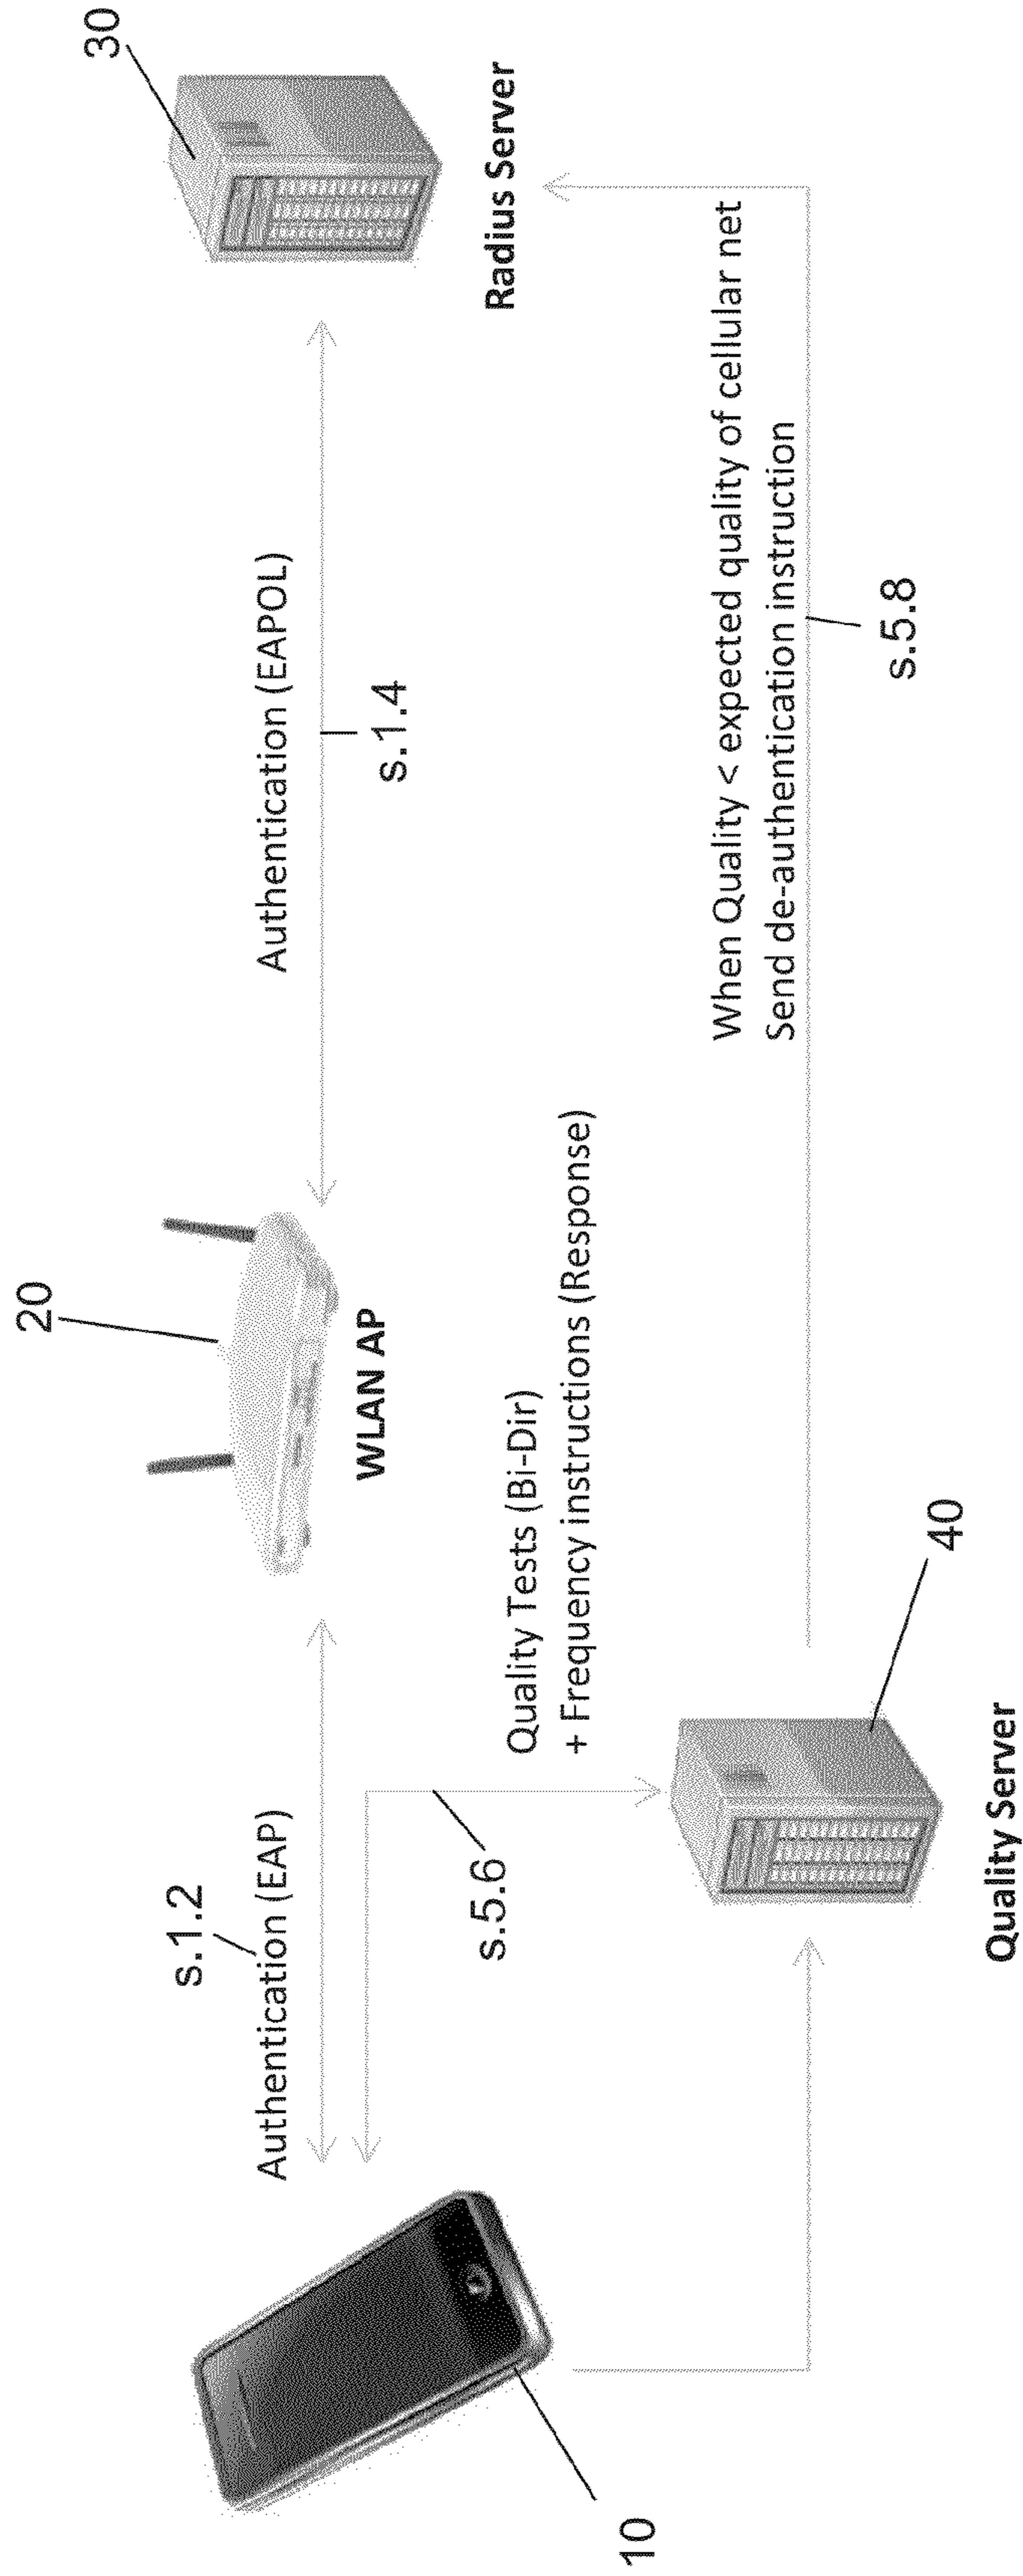 30
Radius Server
Authentication (EAPOL)
s.1.4
20
WLAN AP
s.1.2
Authentication (EAP)
Quality Tests (Bi-Dir)
+ Frequency instructions (Response)
s.5.6
When Quality < expected quality of cellular net
Send de-authentication instruction
s.5.8
40
Quality Server
10